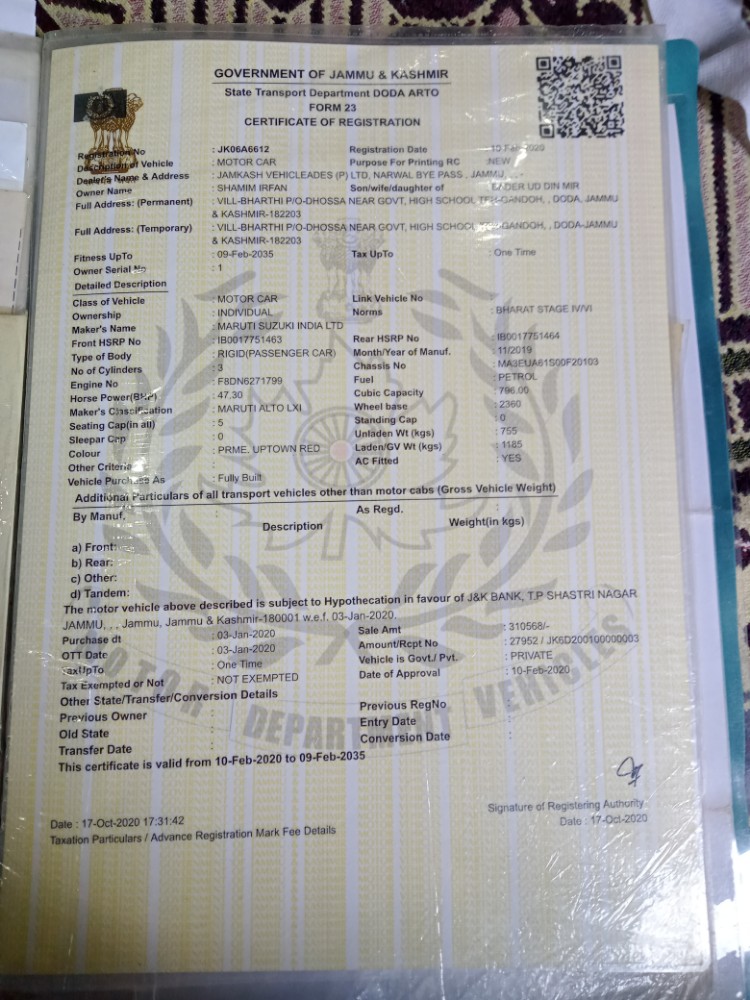 GOVERNMENT OF JAMMU & KASHMIR
State Transport Department DODA ARTO
FORM 23
CERTIFICATE OF REGISTRATION
Registration No : JK06A6612 Registration Date : 10-Feb-2020
Description of Vehicle : MOTOR CAR Purpose For Printing RC :NEW
Dealer's Name & Address : JAMKASH VEHICLEADES (P) LTD, NARWAL BYE PASS , JAMMU, , ,-
Owner Name : SHAMIM IRFAN Son/wife/daughter of UD DIN MIR
Full Address: (Permanent) : VILL-BHARTHI P/O-DHOSSA NEAR GOVT, HIGH SCHOOL , DODA, JAMMU
& KASHMIR-182203
Full Address: (Temporary) : VILL-BHARTHI P/O-DHOSSA NEAR GOVT, HIGH SCHOOL -GANDOH, , DODA-JAMMU
& KASHMIR-182203
Fitness UpTo : 09-Feb-2035 Tax UpTo : One Time
Owner Serial No : 1
Detailed Description
Class of Vehicle : MOTOR CAR Link Vehicle No :
Ownership : INDIVIDUAL Norms : BHARAT STAGE IV/VI
Maker's Name : MARUTI SUZUKI INDIA LTD
Front HSRP No : IB0017751463 Rear HSRP No : IB0017751464
Type of Body : RIGID(PASSENGER CAR) Month/Year of Manuf. : 11/2019
No of Cylinders : 3 Chassis No : MA3EUA61S00F20103
Engine No : F8DN6271799 Fuel : PETROL
Horse Power(BHP) : 47.30 Cubic Capacity : 796.00
Maker's Classification : MARUTI ALTO LXI Wheel base : 2360
Seating Cap(in all) : 5 Standing Cap : 0
Sleepar Cap : 0 Unladen Wt (kgs) : 755
Colour : PRME. UPTOWN RED Laden/GV Wt (kgs) : 1185
Other Criteria : AC Fitted : YES
Vehicle Purchase As : Fully Built
Additional Particulars of all transport vehicles other than motor cabs (Gross Vehicle Weight)
By Manuf. : As Regd. :
Description Weight(in kgs)
a) Front:
b) Rear:
c) Other:
d) Tandem:
The motor vehicle above described is subject to Hypothecation in favour of J&K BANK, T.P SHASTRI NAGAR
JAMMU, , , Jammu, Jammu & Kashmir-180001 w.e.f. 03-Jan-2020.
Purchase dt : 03-Jan-2020 Sale Amt : 310568/-
OTT Date : 03-Jan-2020 Amount/Rcpt No : 27952 / JK6D200100000003
TaxUpTo : One Time Vehicle is Govt./ Pvt. : PRIVATE
Tax Exempted or Not : NOT EXEMPTED Date of Approval : 10-Feb-2020
Other State/Transfer/Conversion Details
Previous Owner : Previous RegNo :
Old State : Entry Date :
Transfer Date : Conversion Date :
This certificate is valid from 10-Feb-2020 to 09-Feb-2035
MOTOR VEHICLES DEPARTMENT
Signature of Registering Authority
Date : 17-Oct-2020 17:31:42 Date : 17-Oct-2020
Taxation Particulars / Advance Registration Mark Fee Details